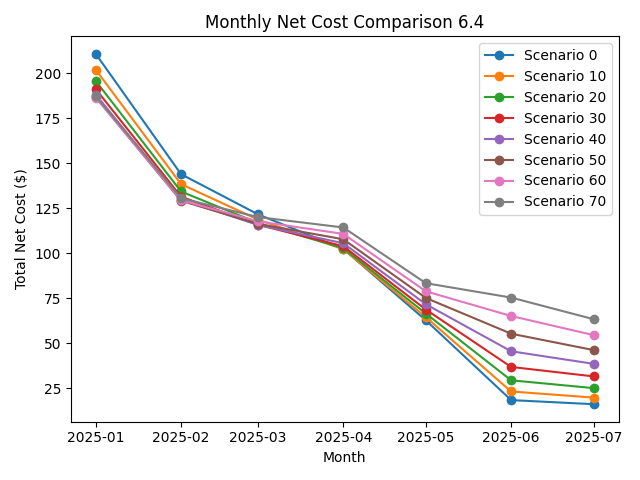 Monthly Net Cost Comparison 6.4
Total Net Cost ($)
200
175
150
125
100
75
50
25
Scenario 0
Scenario 10
Scenario 20
Scenario 30
Scenario 40
Scenario 50
Scenario 60
Scenario 70
2025-01 2025-02 2025-03 2025-04 2025-05 2025-06 2025-07
Month